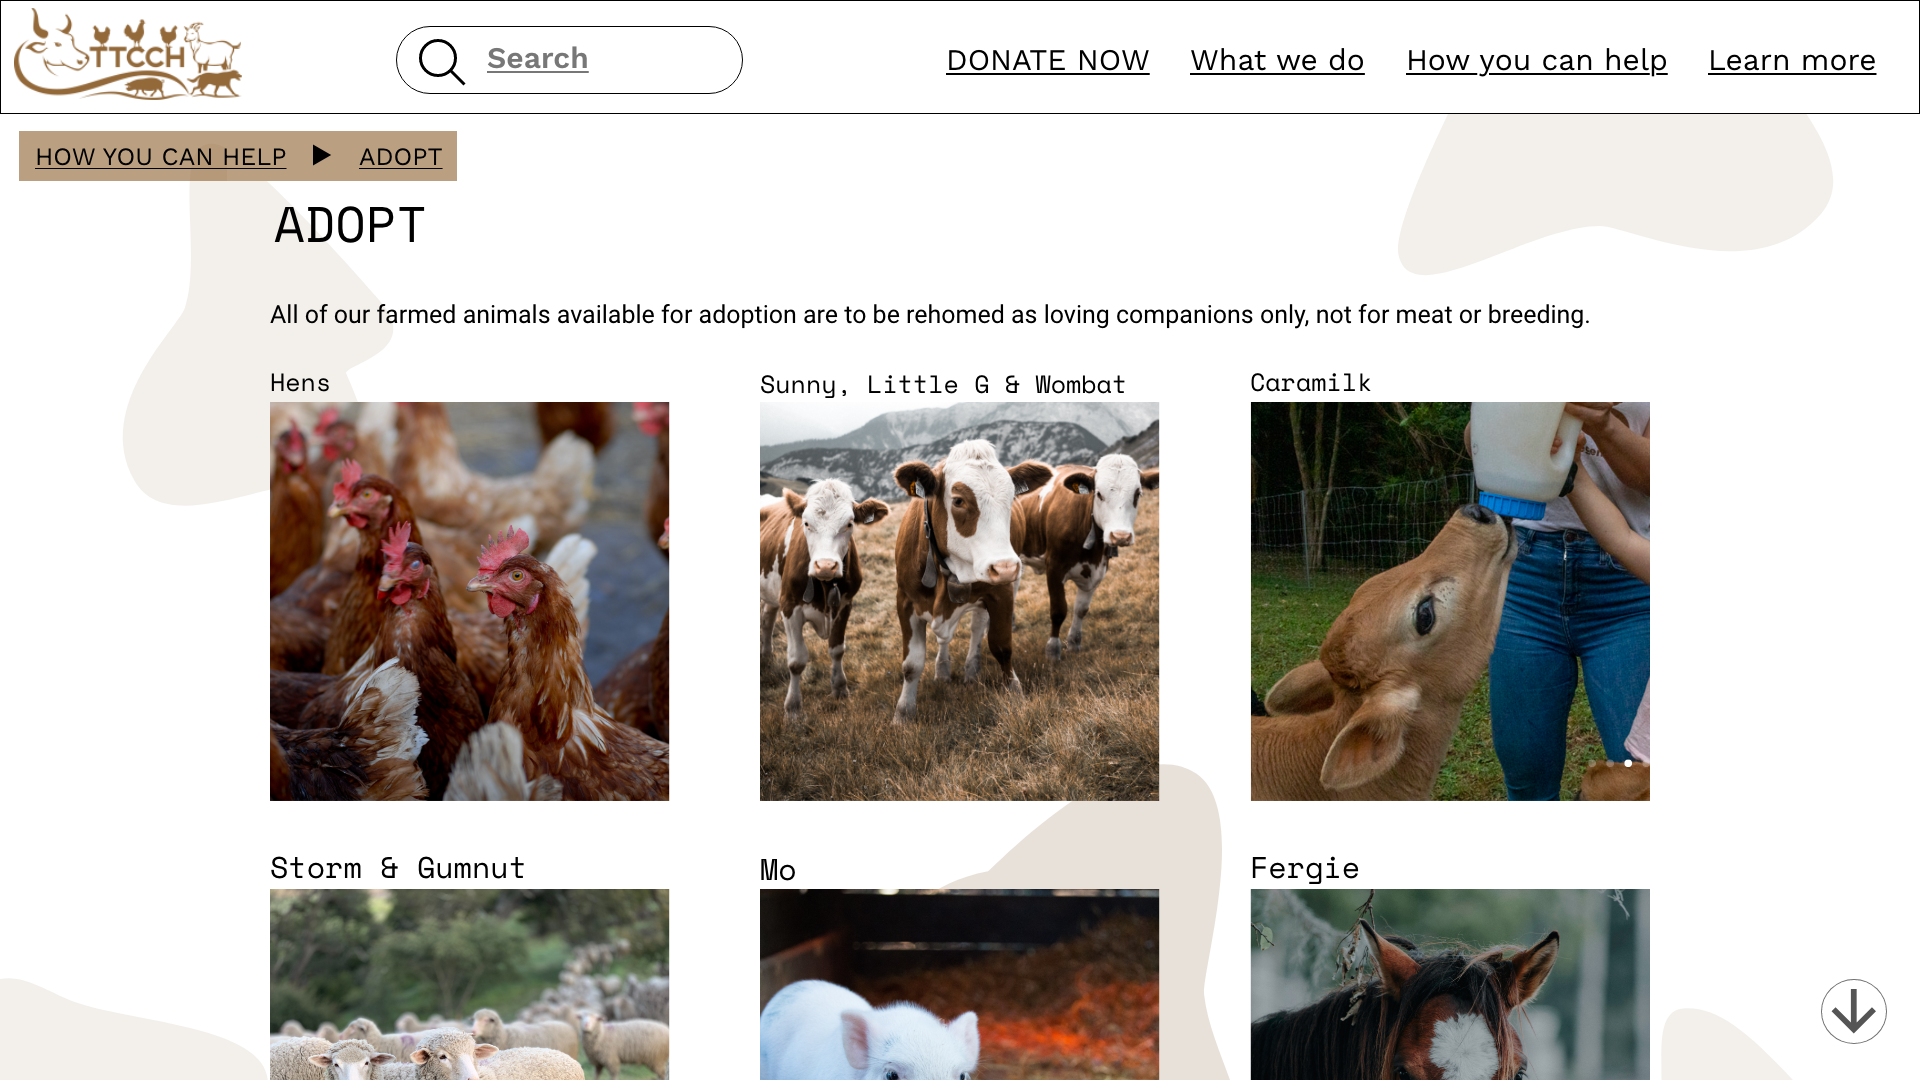 TTCCH
Search
DONATE NOW
What we do
How you can help
Learn more
HOW YOU CAN HELP
ADOPT
ADOPT
All of our farmed animals available for adoption are to be rehomed as loving companions only, not for meat or breeding.
Hens
Sunny, Little G & Wombat
Caramilk
Storm & Gumnut
Mo
Fergie